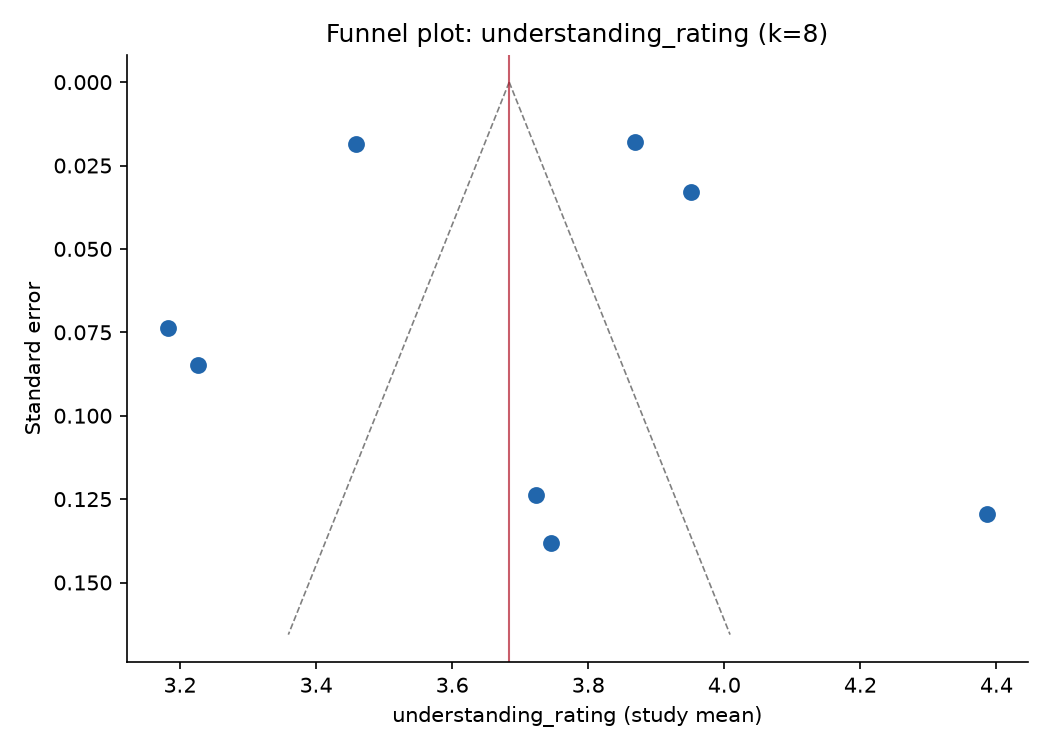 Funnel plot: understanding_rating (k=8)
0.000
0.025
0.050
0.075
0.100
0.125
0.150
Standard error
3.2 3.4 3.6 3.8 4.0 4.2 4.4
understanding_rating (study mean)